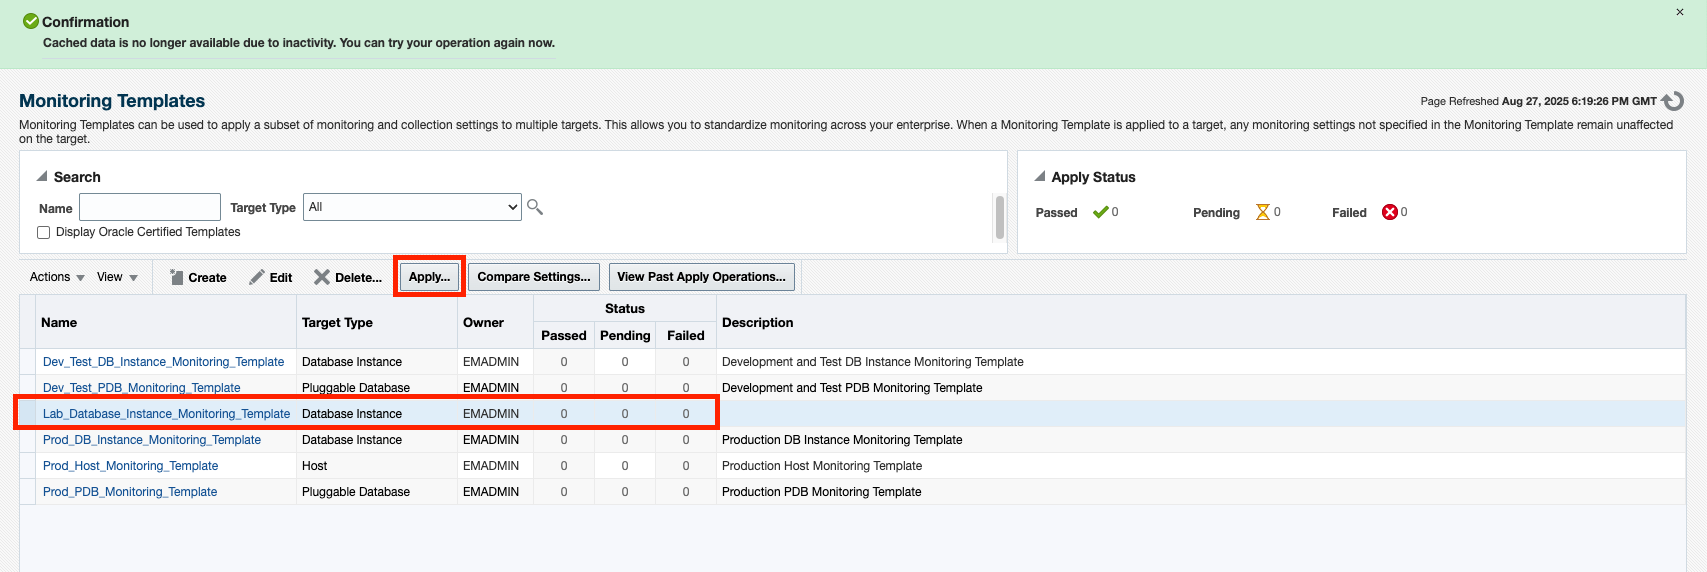 Confirmation
Cached data is no longer available due to inactivity. You can try your operation again now.
Monitoring Templates
Page Refreshed Aug 27, 2025 6:19:26 PM GMT
Monitoring Templates can be used to apply a subset of monitoring and collection settings to multiple targets. This allows you to standardize monitoring across your enterprise. When a Monitoring Template is applied to a target, any monitoring settings not specified in the Monitoring Template remain unaffected
on the target.
Search
Name Target Type All
Display Oracle Certified Templates
Apply Status
Passed 0 Pending 0 Failed 0
Actions View Create Edit Delete... Apply... Compare Settings... View Past Apply Operations...
Name Target Type Owner Status Description
Passed Pending Failed
Dev_Test_DB_Instance_Monitoring_Template Database Instance EMADMIN 0 0 0 Development and Test DB Instance Monitoring Template
Dev_Test_PDB_Monitoring_Template Pluggable Database EMADMIN 0 0 0 Development and Test PDB Monitoring Template
Lab_Database_Instance_Monitoring_Template Database Instance EMADMIN 0 0 0
Prod_DB_Instance_Monitoring_Template Database Instance EMADMIN 0 0 0 Production DB Instance Monitoring Template
Prod_Host_Monitoring_Template Host EMADMIN 0 0 0 Production Host Monitoring Template
Prod_PDB_Monitoring_Template Pluggable Database EMADMIN 0 0 0 Production PDB Monitoring Template